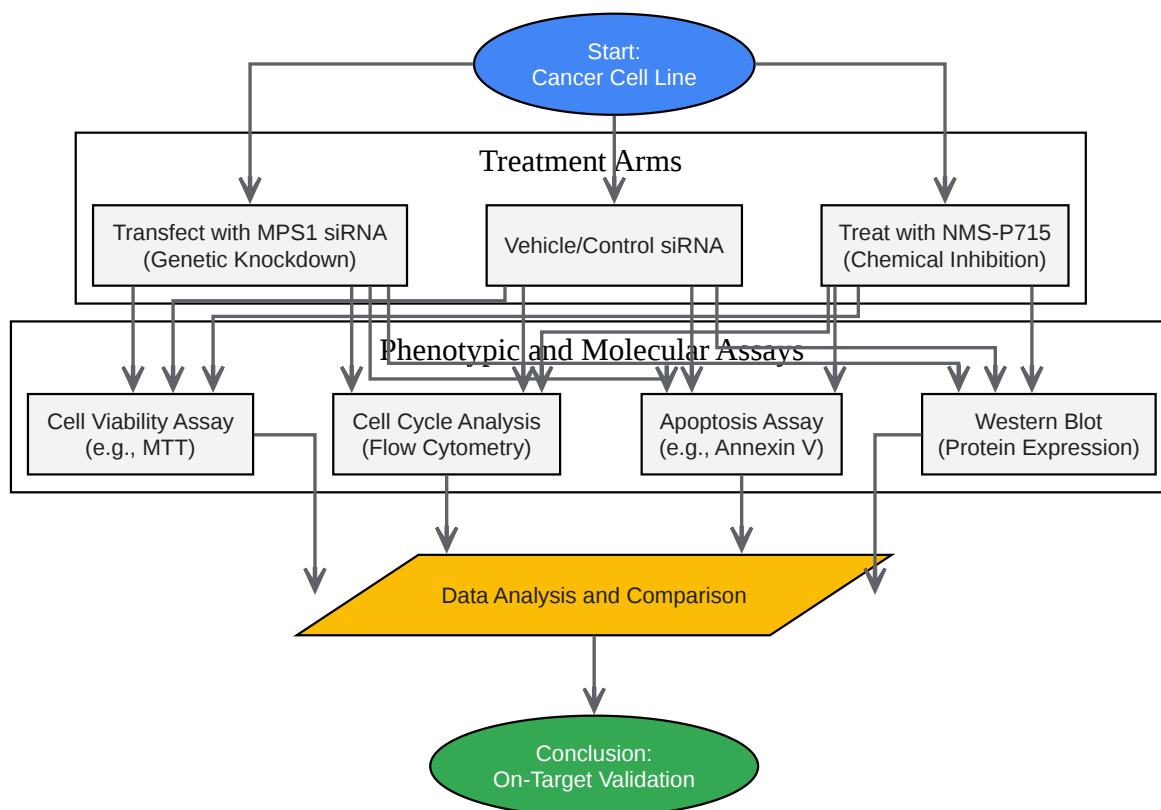 Start:
Cancer Cell Line
Treatment Arms
Transfect with MPS1 siRNA
(Genetic Knockdown)
Vehicle/Control siRNA
Treat with NMS-P715
(Chemical Inhibition)
Phenotypic and Molecular Assays
Cell Viability Assay
(e.g., MTT)
Cell Cycle Analysis
(Flow Cytometry)
Apoptosis Assay
(e.g., Annexin V)
Western Blot
(Protein Expression)
Data Analysis and Comparison
Conclusion:
On-Target Validation